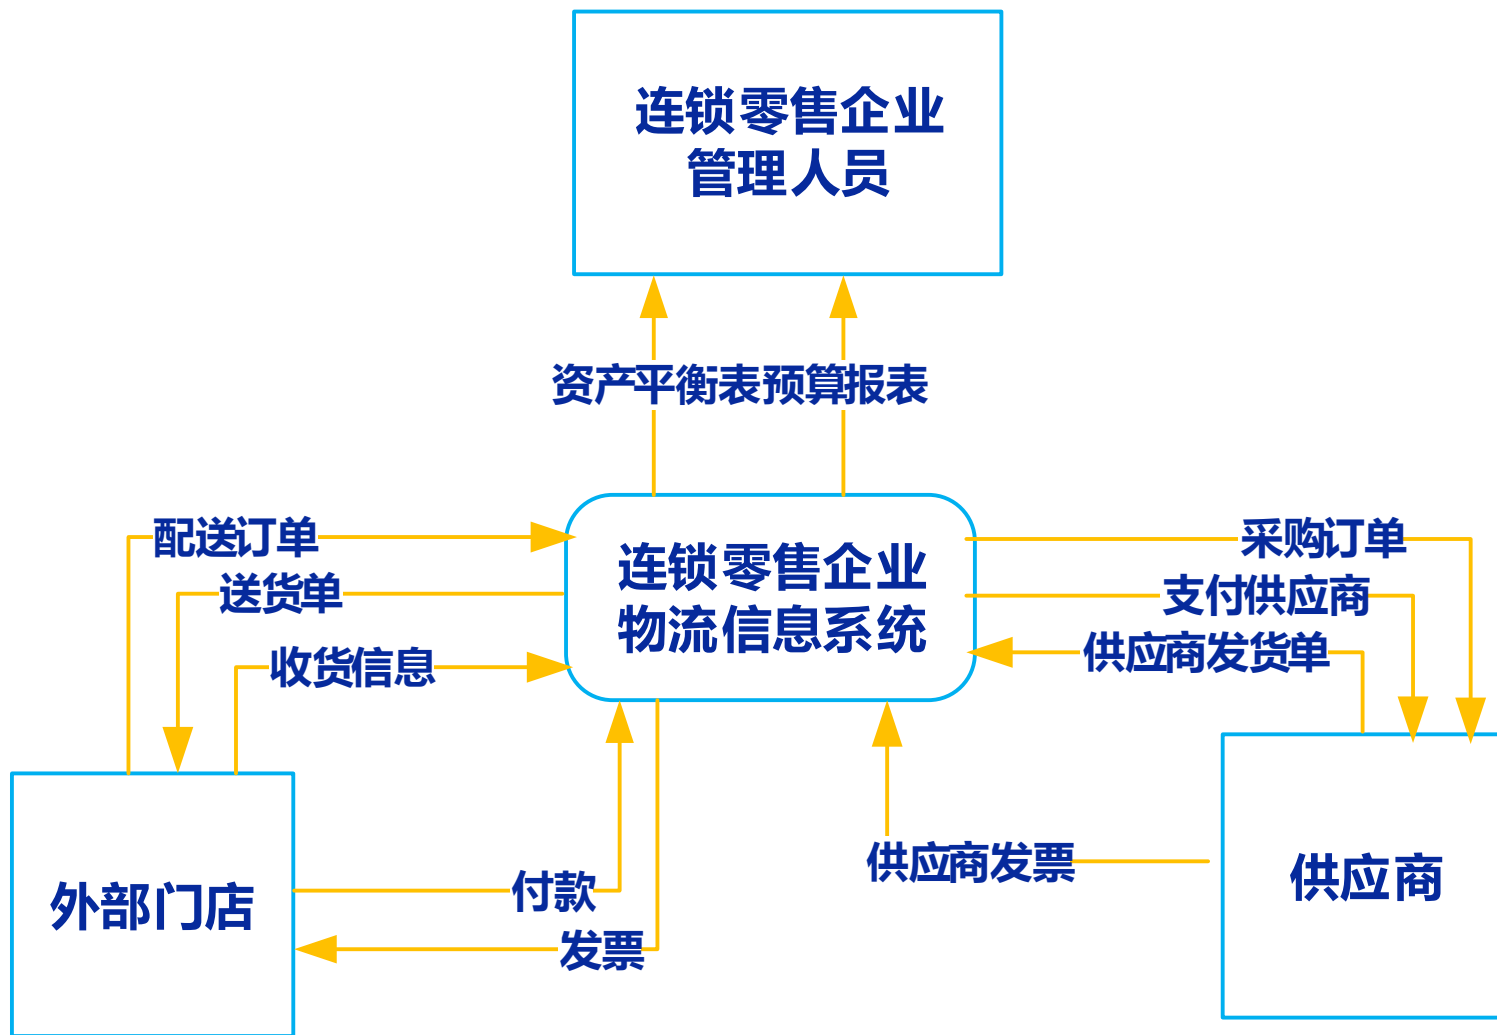 连锁零售企业
管理人员
资产平衡表
预算报表
配送订单
送货单
收货信息
连锁零售企业
物流信息系统
采购订单
支付供应商
供应商发货单
供应商发票
付款
发票
外部门店
供应商